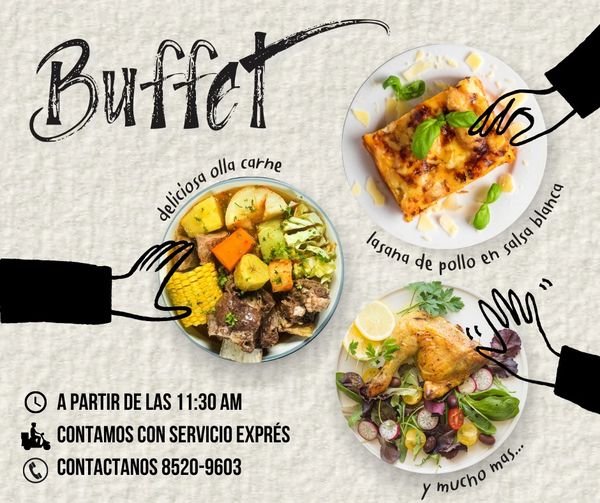 Buffet
deliciosa olla carne
lasaña de pollo en salsa blanca
y mucho mas...
A PARTIR DE LAS 11:30 AM
CONTAMOS CON SERVICIO EXPRÉS
CONTACTANOS 8520-9603